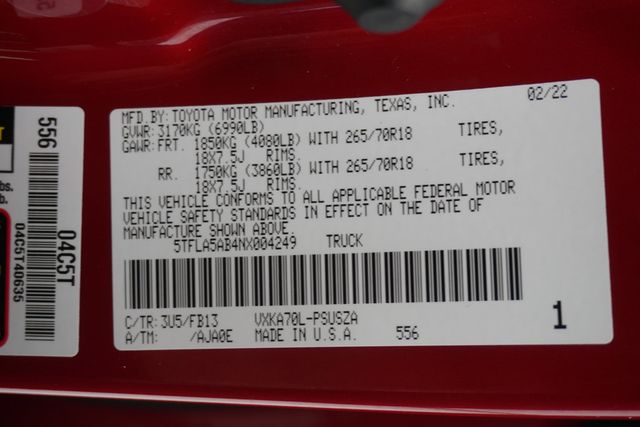 MFD.BY: TOYOTA MOTOR MANUFACTURING, TEXAS, INC. 02/22
GVWR: 3170KG (6990LB)
GAWR: FRT. 1850KG (4080LB) WITH 265/70R18 TIRES,
18X7.5J RIMS.
RR. 1750KG (3860LB) WITH 265/70R18 TIRES,
18X7.5J RIMS.
THIS VEHICLE CONFORMS TO ALL APPLICABLE FEDERAL MOTOR
VEHICLE SAFETY STANDARDS IN EFFECT ON THE DATE OF
MANUFACTURE SHOWN ABOVE.
5TFLA5AB4NX004249 TRUCK
C/TR: 3U5/FB13 VXKA70L-PSUSZA 1
A/TM: /AJA0E MADE IN U.S.A. 556
556
04C5T
04C5T40635
lbs.